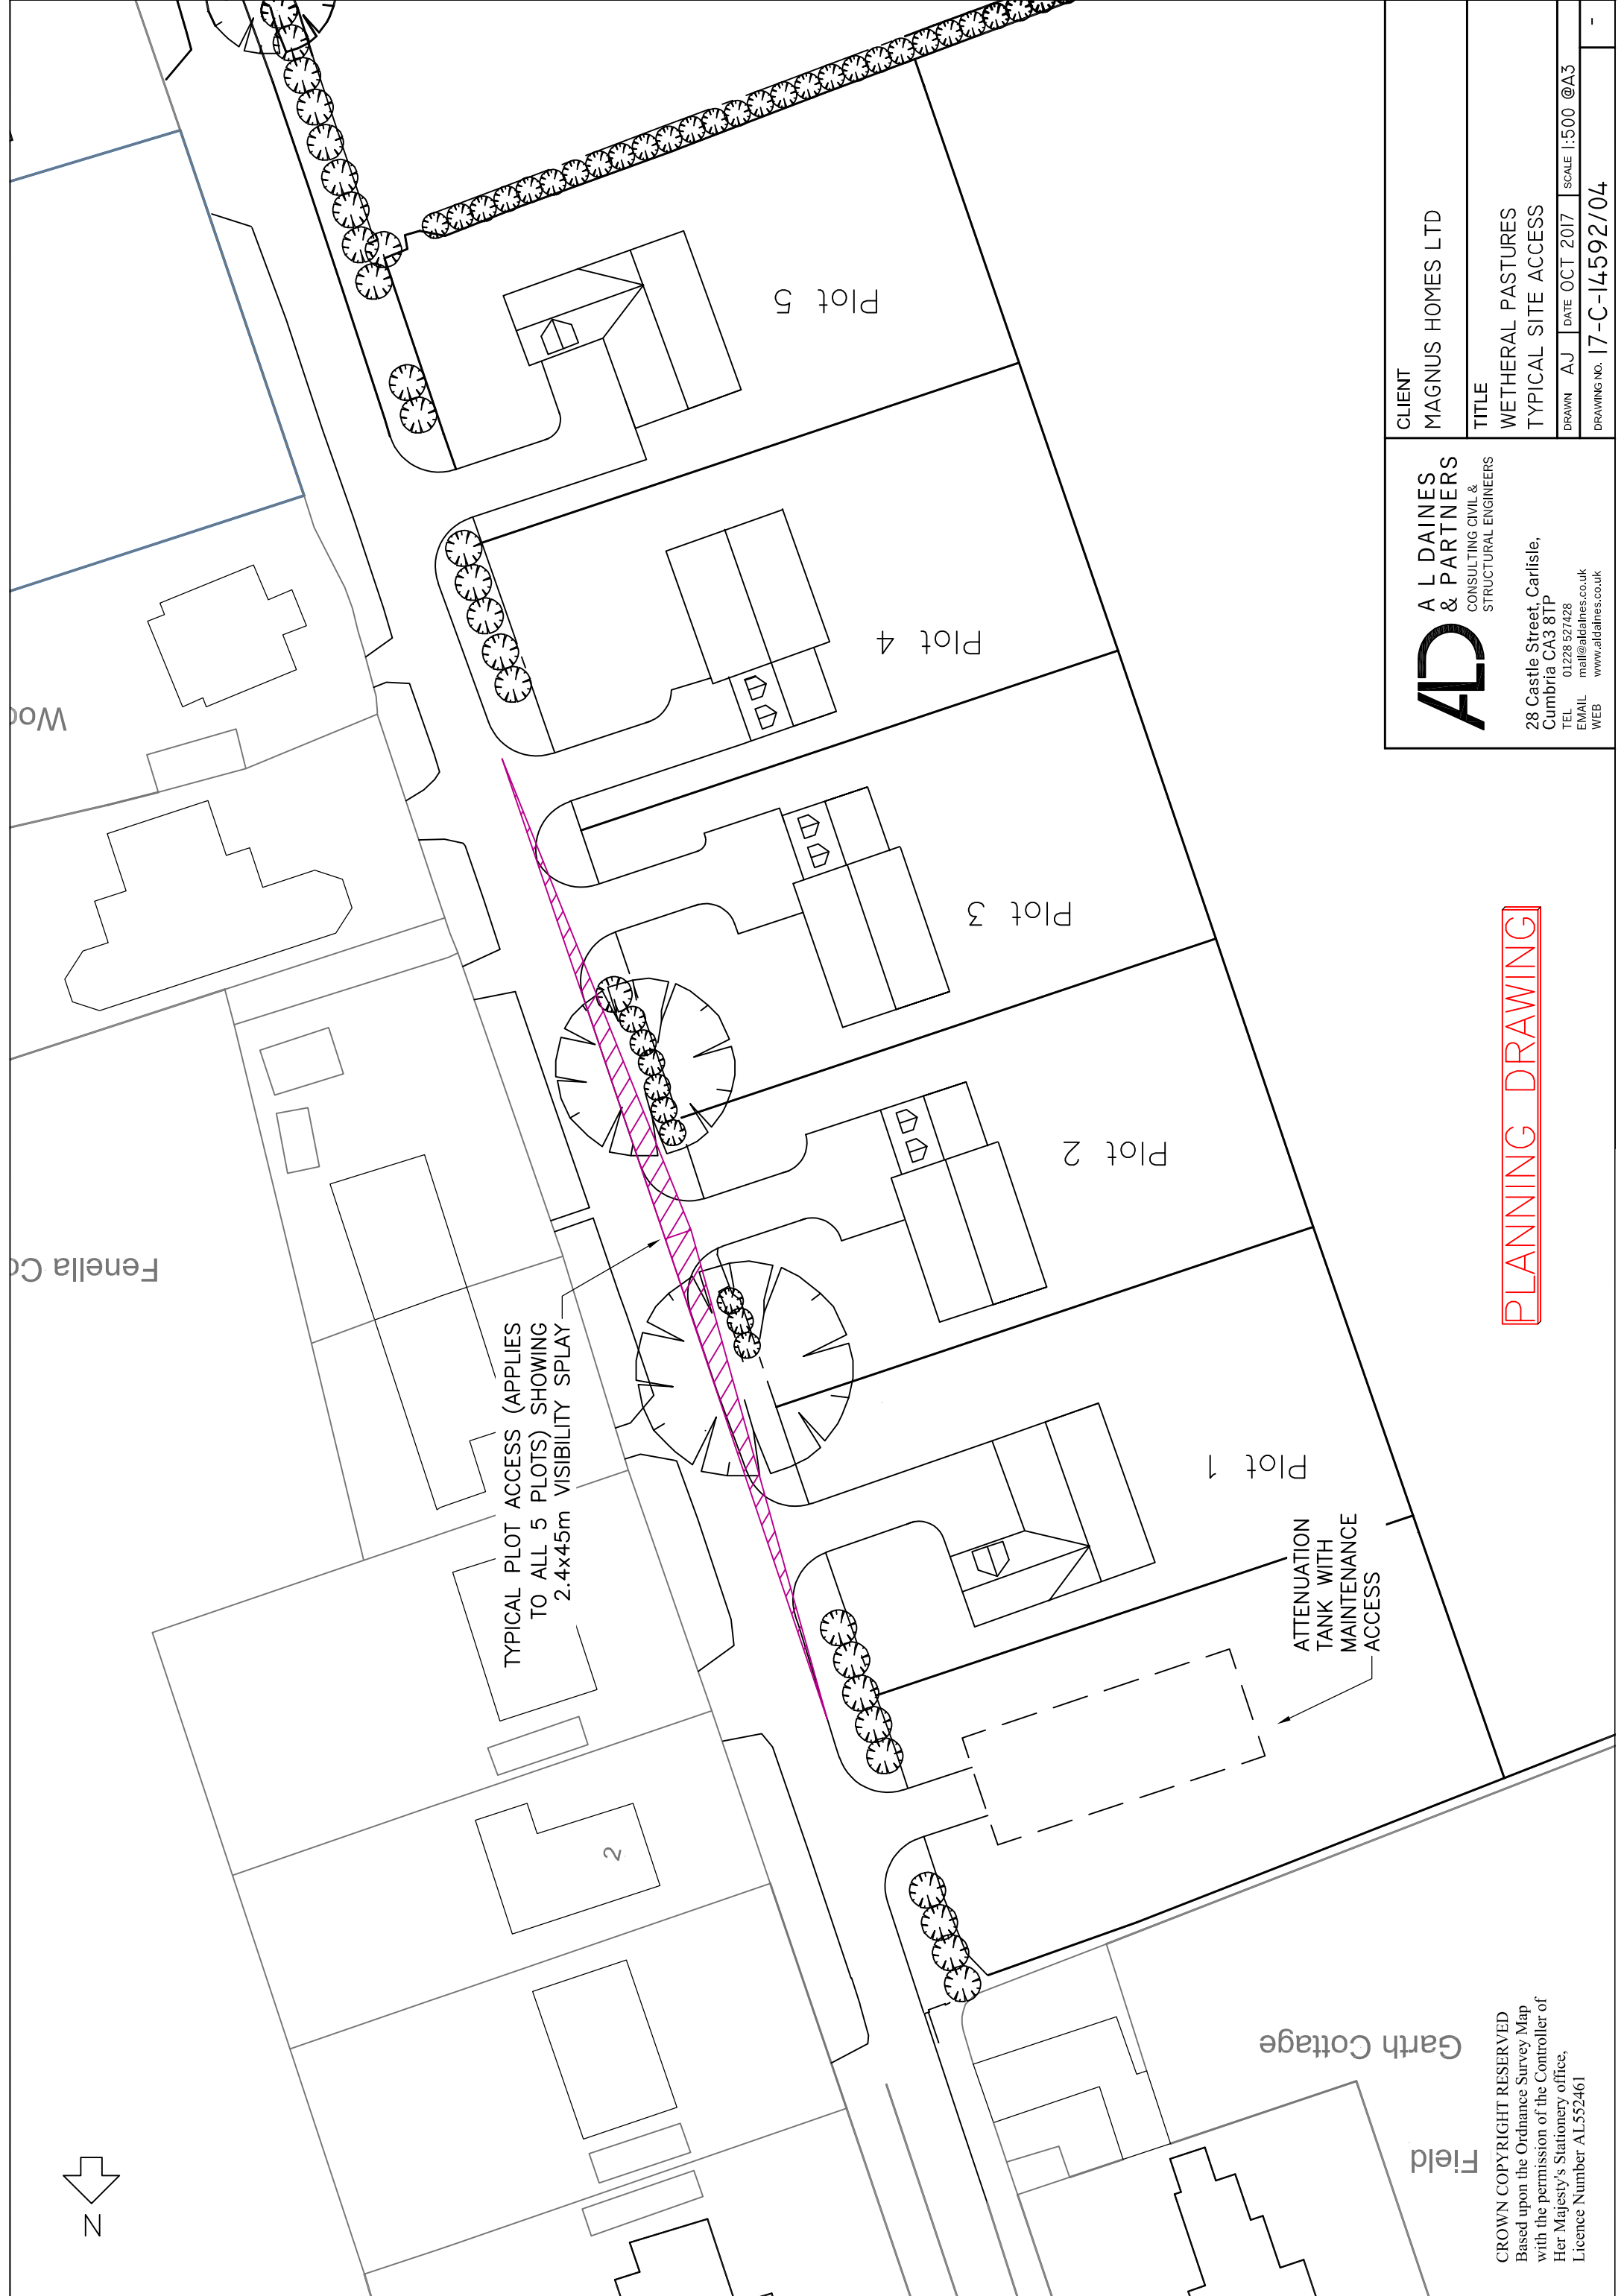 Woo
Fenella Co
TYPICAL PLOT ACCESS (APPLIES
TO ALL 5 PLOTS) SHOWING
2.4x45m VISIBILITY SPLAY
2
N
Plot 5
Plot 4
Plot 3
Plot 2
Plot 1
ATTENUATION
TANK WITH
MAINTENANCE
ACCESS
Garth Cottage
Field
PLANNING DRAWING
CROWN COPYRIGHT RESERVED
Based upon the Ordnance Survey Map
with the permission of the Controller of
Her Majesty's Stationery office,
Licence Number AL552461
ALD
A L DAINES
& PARTNERS
CONSULTING CIVIL &
STRUCTURAL ENGINEERS
28 Castle Street, Carlisle,
Cumbria CA3 8TP
TEL 01228 527428
EMAIL mail@aldaines.co.uk
WEB www.aldaines.co.uk
CLIENT
MAGNUS HOMES LTD
TITLE
WETHERAL PASTURES
TYPICAL SITE ACCESS
DRAWN AJ DATE OCT 2017 SCALE 1:500 @A3
DRAWING NO. 17-C-14592/04 -